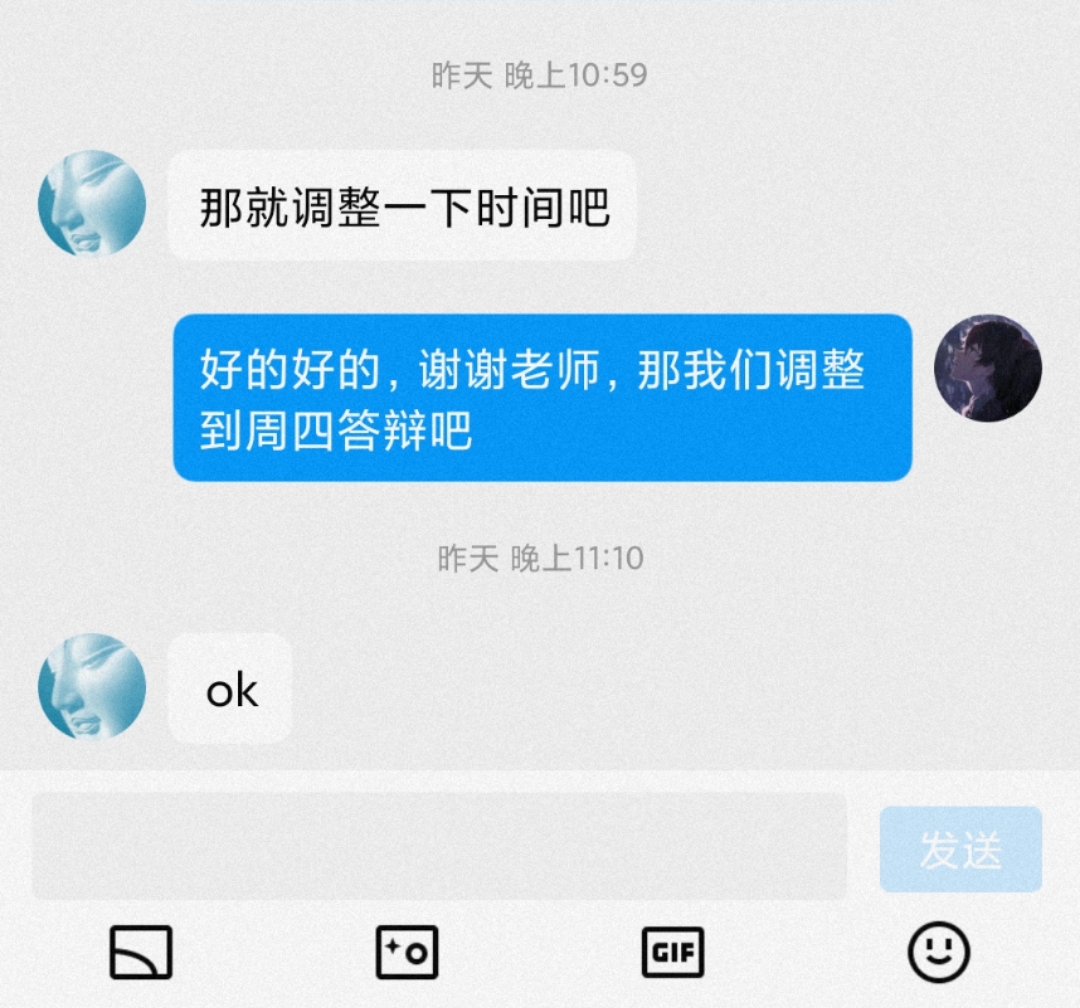 昨天 晚上10:59
那就调整一下时间吧
好的好的，谢谢老师，那我们调整
到周四答辩吧
昨天 晚上11:10
ok
发送
GIF